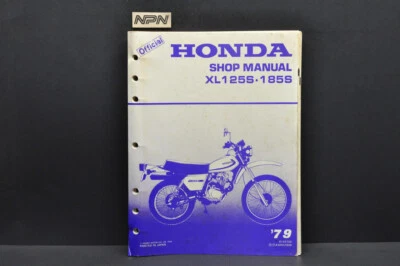 NPN
Official
HONDA
SHOP MANUAL
XL125S·185S
'79